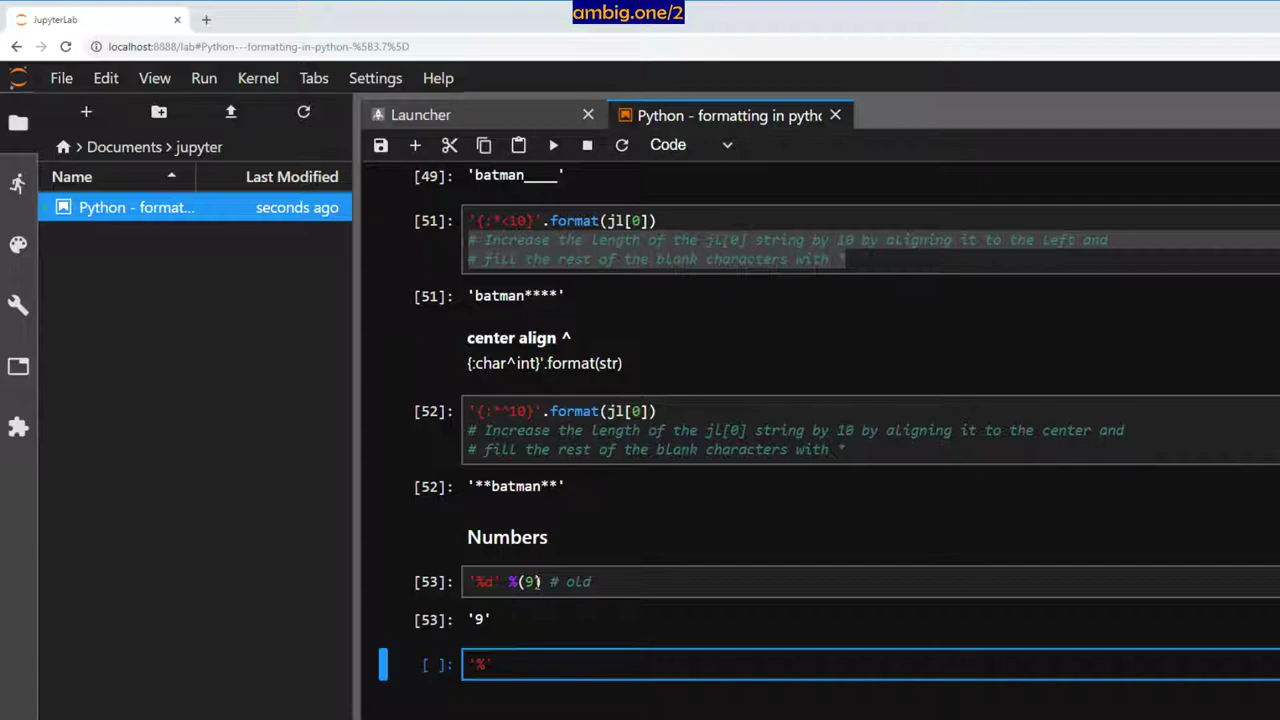 ambig.one/2
JupyterLab
localhost:8888/lab#Python---formatting-in-python-%5B3.7%5D
File Edit View Run Kernel Tabs Settings Help
Launcher
Python - formatting in pytho
Code
Documents > jupyter
Name Last Modified
Python - format... seconds ago
[49]: 'batman____'
[51]: '{:*<10}'.format(jl[0])
# Increase the length of the jl[0] string by 10 by aligning it to the left and
# fill the rest of the blank characters with *
[51]: 'batman****'
center align ^
{:char^int}'.format(str)
[52]: '{:*^10}'.format(jl[0])
# Increase the length of the jl[0] string by 10 by aligning it to the center and
# fill the rest of the blank characters with *
[52]: '**batman**'
Numbers
[53]: '%d' %(9) # old
[53]: '9'
[ ]: '%'